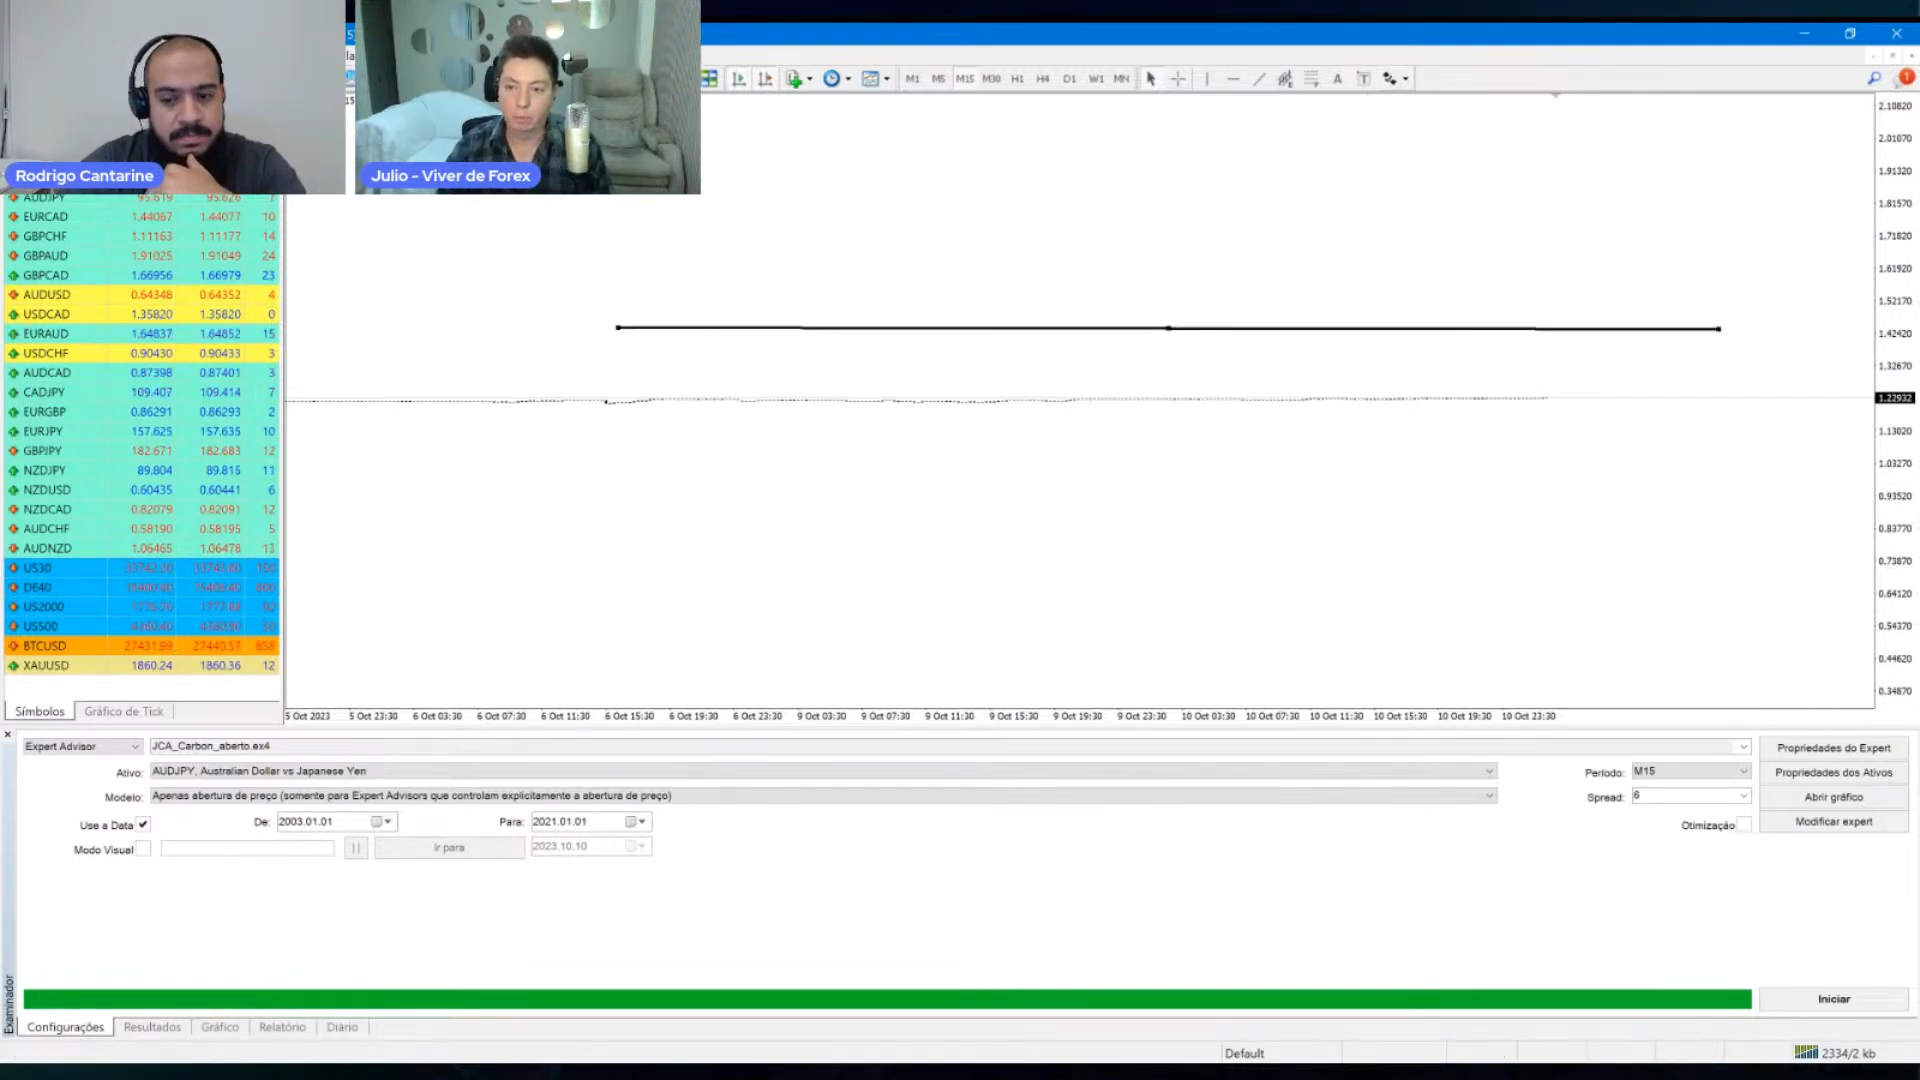 Rodrigo Cantarine
Julio - Viver de Forex
M1 M5 M15 M30 H1 H4 D1 W1 MN
1
AUDJPY 95.619 95.626 7
EURCAD 1.44067 1.44077 10
GBPCHF 1.11163 1.11177 14
GBPAUD 1.91025 1.91049 24
GBPCAD 1.66956 1.66979 23
AUDUSD 0.64348 0.64352 4
USDCAD 1.35820 1.35820 0
EURAUD 1.64837 1.64852 15
USDCHF 0.90430 0.90433 3
AUDCAD 0.87398 0.87401 3
CADJPY 109.407 109.414 7
EURGBP 0.86291 0.86293 2
EURJPY 157.625 157.635 10
GBPJPY 182.671 182.683 12
NZDJPY 89.804 89.815 11
NZDUSD 0.60435 0.60441 6
NZDCAD 0.82079 0.82091 12
AUDCHF 0.58190 0.58195 5
AUDNZD 1.06465 1.06478 13
US30
DE40
US2000
US500
BTCUSD 27431.99 27440.57 858
XAUUSD 1860.24 1860.36 12
Símbolos Gráfico de Tick
2.10820
2.01070
1.91320
1.81570
1.71820
1.61920
1.52170
1.42420
1.32670
1.22932
1.13020
1.03270
0.93520
0.83770
0.73870
0.64120
0.54370
0.44620
0.34870
5 Oct 2023 5 Oct 23:30 6 Oct 03:30 6 Oct 07:30 6 Oct 11:30 6 Oct 15:30 6 Oct 19:30 6 Oct 23:30 9 Oct 03:30 9 Oct 07:30 9 Oct 11:30 9 Oct 15:30 9 Oct 19:30 9 Oct 23:30 10 Oct 03:30 10 Oct 07:30 10 Oct 11:30 10 Oct 15:30 10 Oct 19:30 10 Oct 23:30
Expert Advisor JCA_Carbon_aberto.ex4 Propriedades do Expert
Ativo: AUDJPY, Australian Dollar vs Japanese Yen Período: M15 Propriedades dos Ativos
Modelo: Apenas abertura de preço (somente para Expert Advisors que controlam explicitamente a abertura de preço) Spread: 6 Abrir gráfico
Use a Data De: 2003.01.01 Para: 2021.01.01 Otimização Modificar expert
Modo Visual Ir para 2023.10.10
Examinador
Iniciar
Configurações Resultados Gráfico Relatório Diário
Default 2334/2 kb